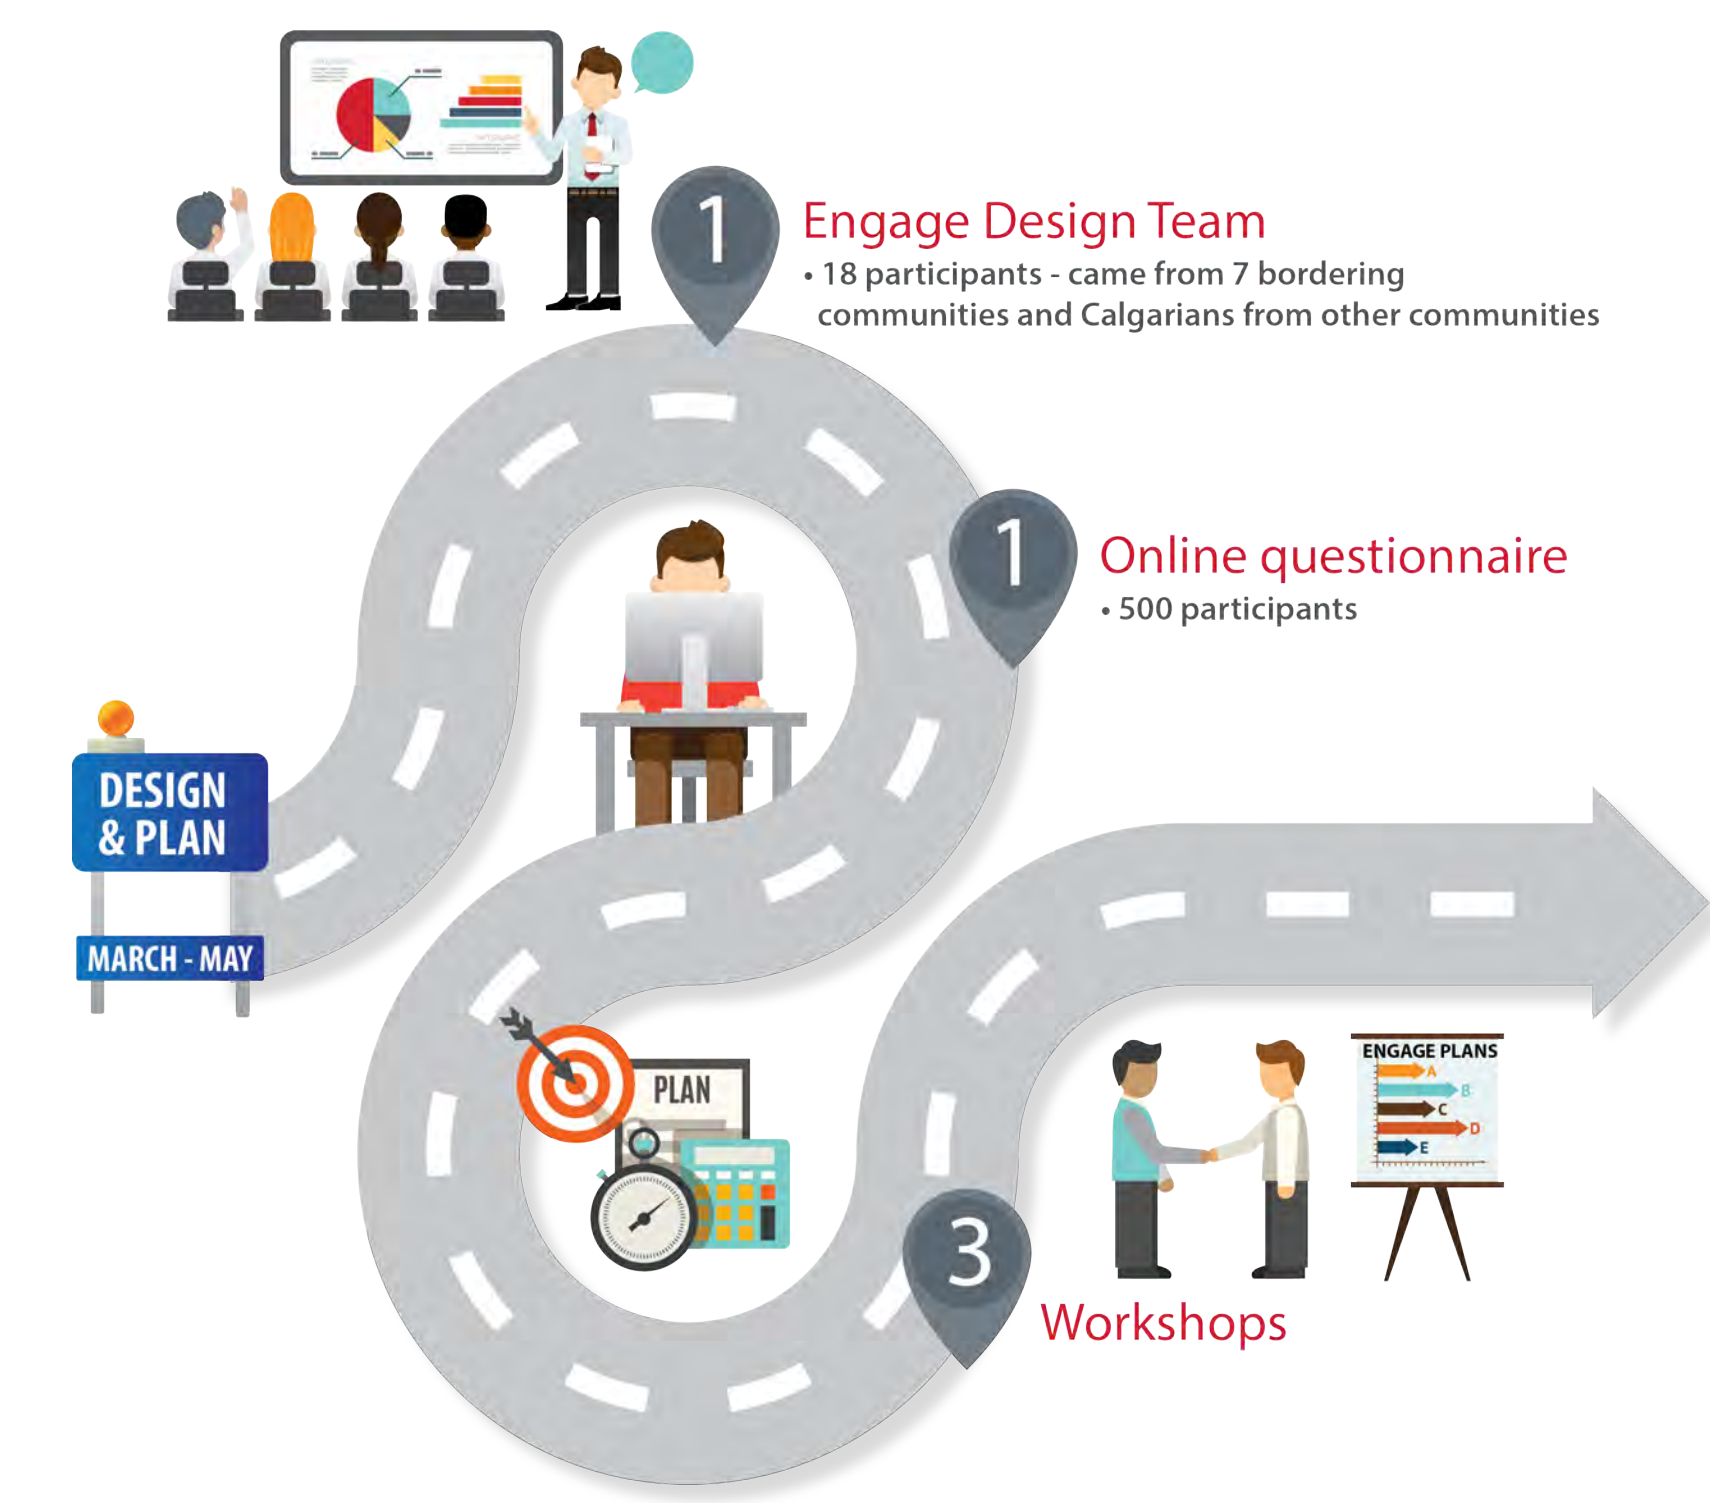 1
Engage Design Team
• 18 participants - came from 7 bordering
communities and Calgarians from other communities
1
Online questionnaire
• 500 participants
DESIGN
& PLAN
MARCH - MAY
PLAN
ENGAGE PLANS
A
B
C
D
E
3
Workshops